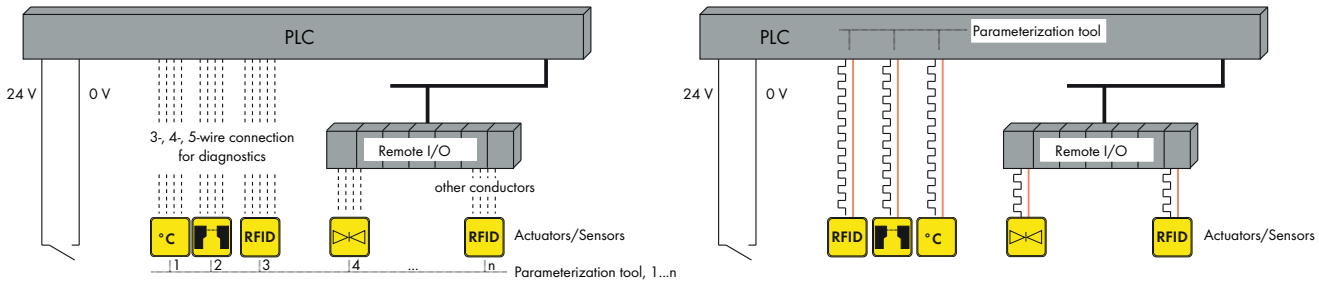 PLC
24 V
0 V
3-, 4-, 5-wire connection
for diagnostics
Remote I/O
other conductors
°C
RFID
RFID
Actuators/Sensors
1
2
3
4
...
n
Parameterization tool, 1...n
PLC
Parameterization tool
24 V
0 V
Remote I/O
RFID
°C
RFID
Actuators/Sensors